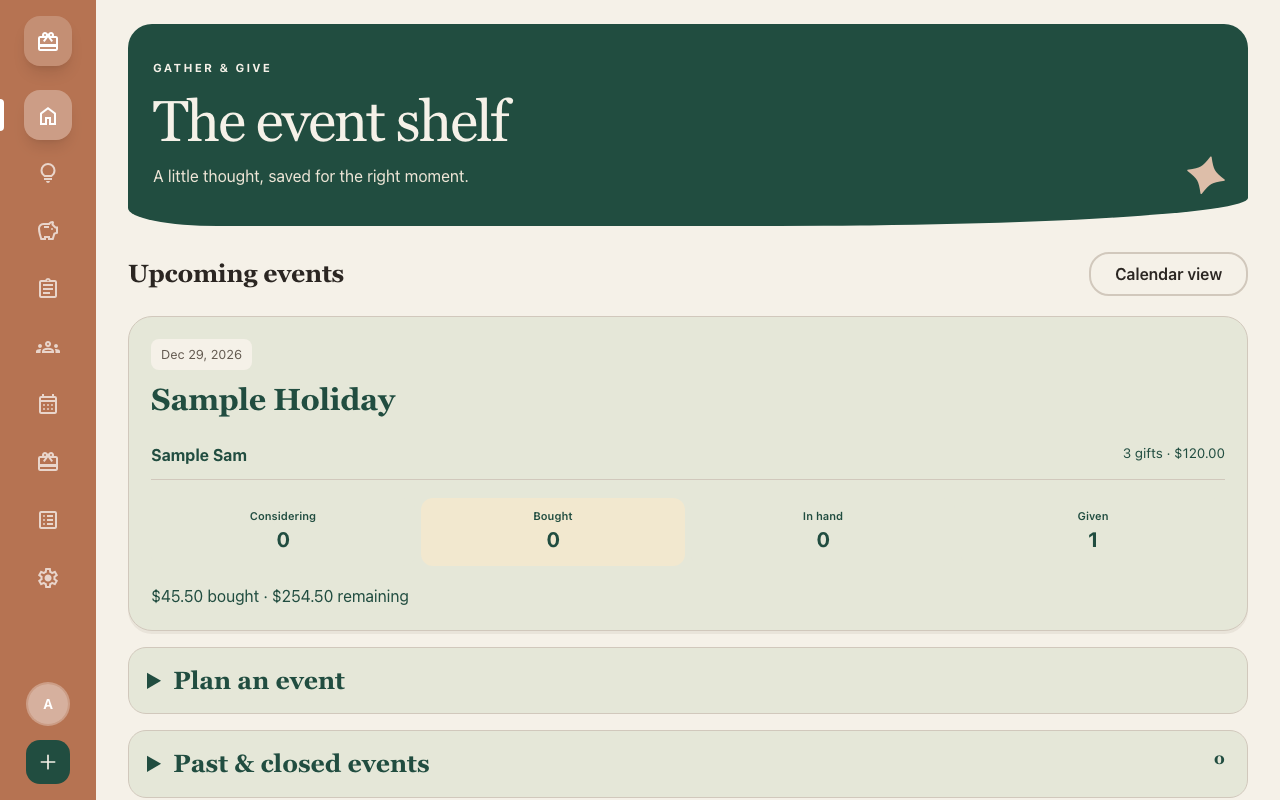 GATHER & GIVE
The event shelf
A little thought, saved for the right moment.
Upcoming events
Calendar view
Dec 29, 2026
Sample Holiday
Sample Sam
3 gifts · $120.00
Considering
0
Bought
0
In hand
0
Given
1
$45.50 bought · $254.50 remaining
Plan an event
Past & closed events
0
A